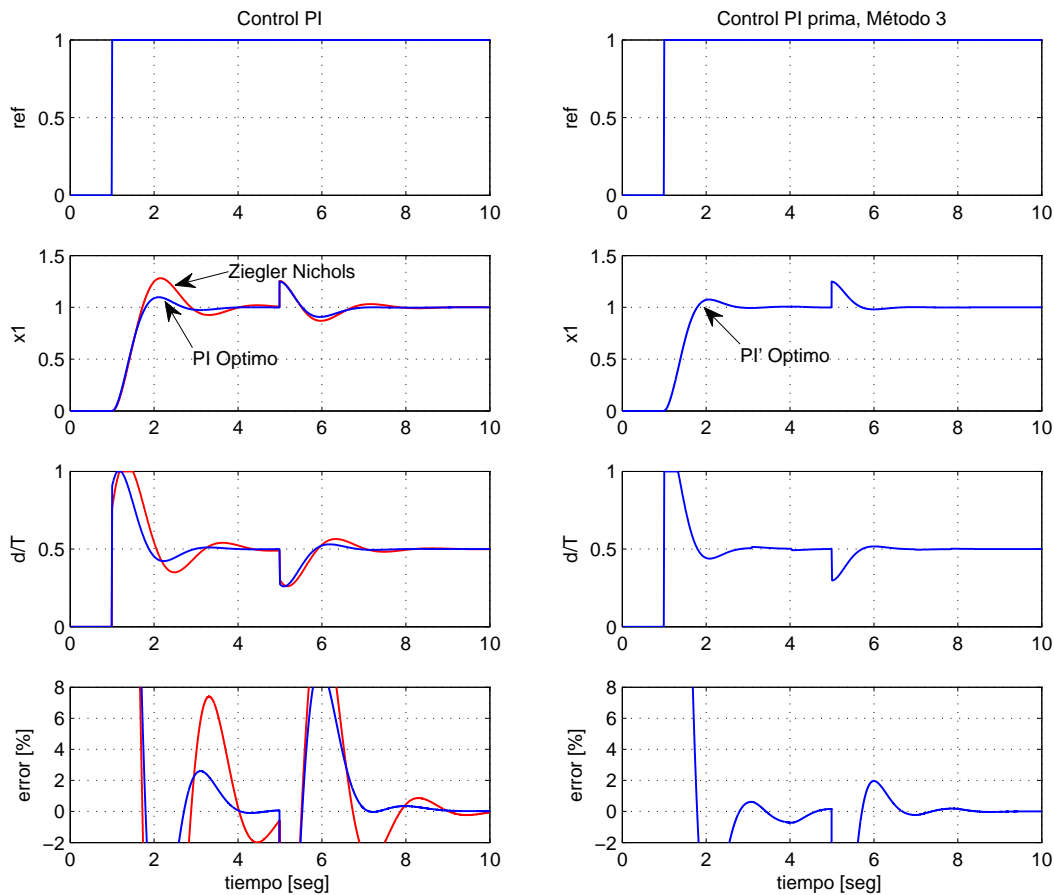 Control PI
1
0.5
0
ref
0 2 4 6 8 10
1.5
1
0.5
0
x1
Ziegler Nichols
PI Optimo
0 2 4 6 8 10
1
0.5
0
d/T
0 2 4 6 8 10
8
6
4
2
0
−2
error [%]
0 2 4 6 8 10
tiempo [seg]
Control PI prima, Método 3
1
0.5
0
ref
0 2 4 6 8 10
1.5
1
0.5
0
x1
PI' Optimo
0 2 4 6 8 10
1
0.5
0
d/T
0 2 4 6 8 10
8
6
4
2
0
−2
error [%]
0 2 4 6 8 10
tiempo [seg]